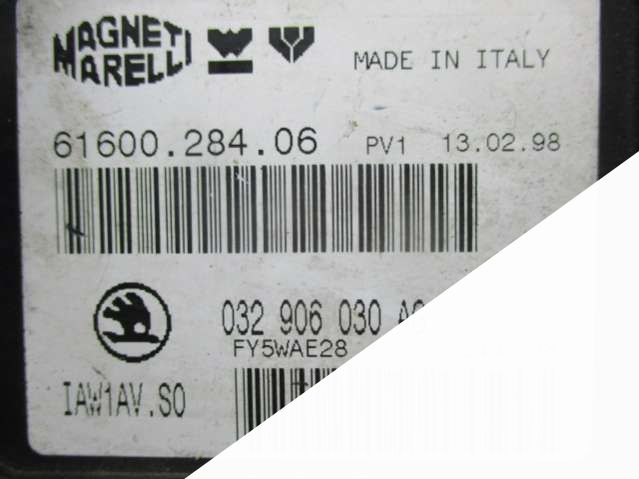 MAGNETI
MARELLI
MADE IN ITALY
61600.284.06 PV1 13.02.98
032 906 030
FY5WAE28
IAW1AV.S0